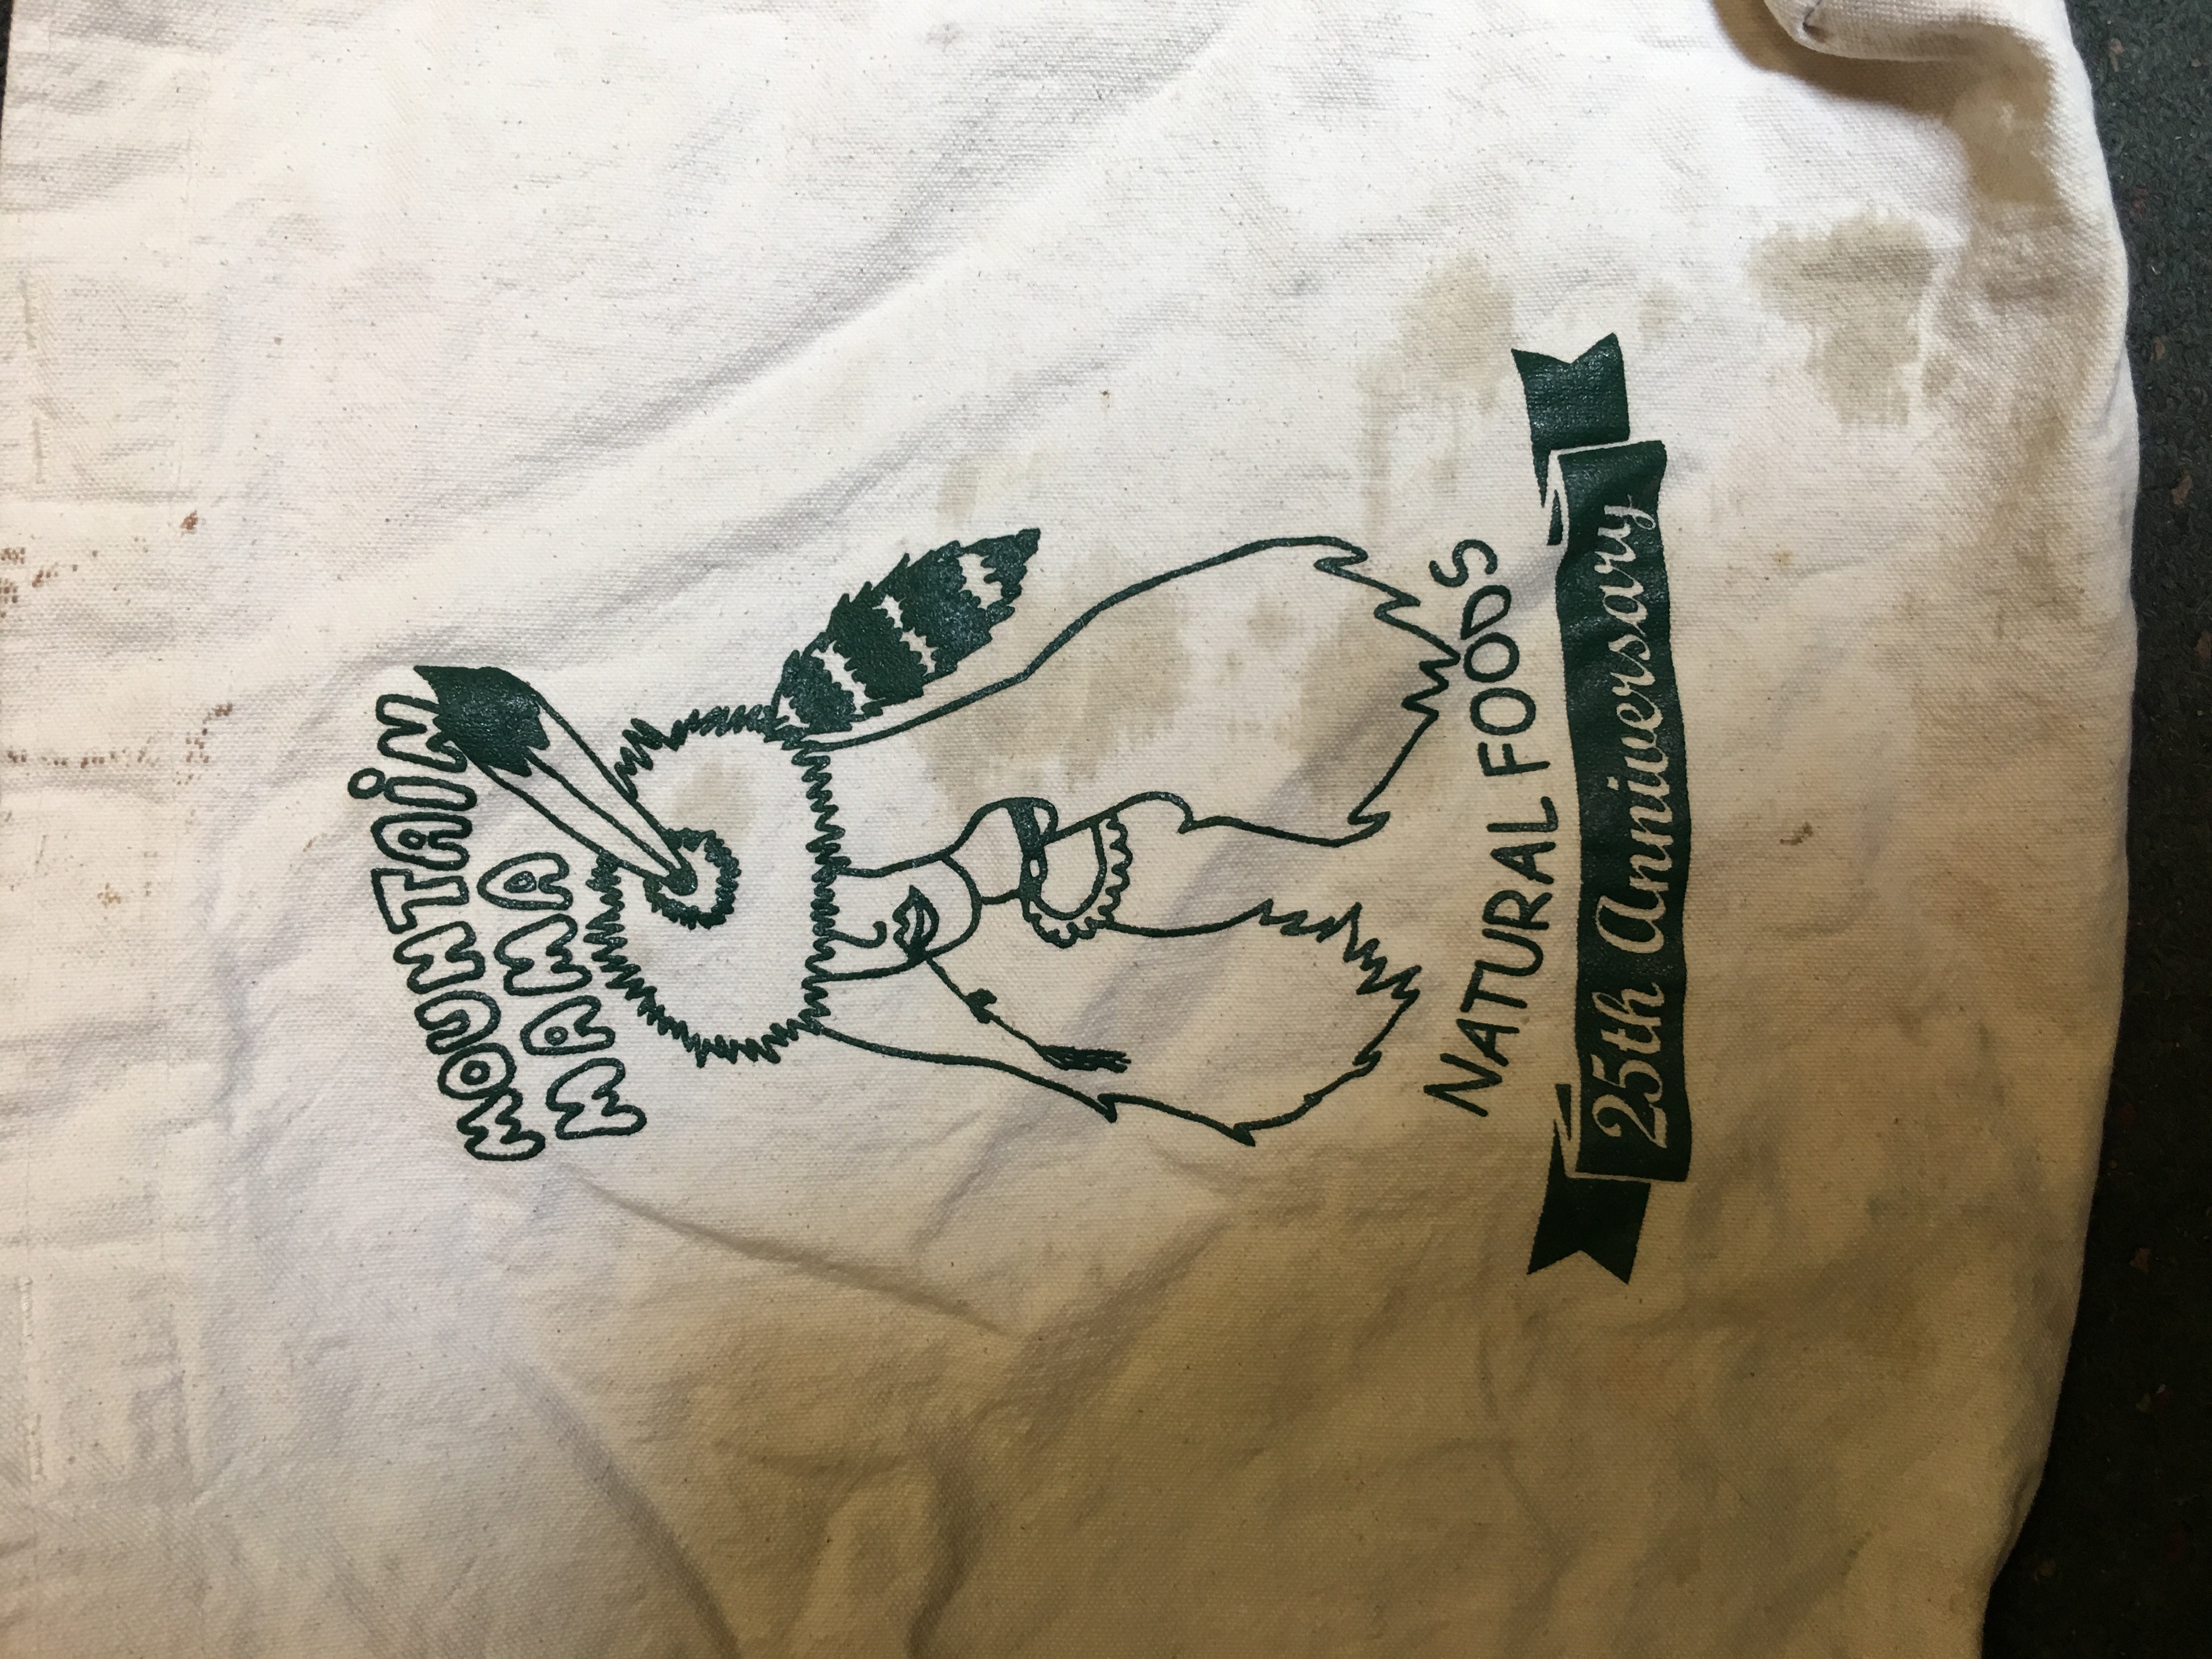 MOUNTAiN
MAMA
NATURAL FOODS
25th Anniversary